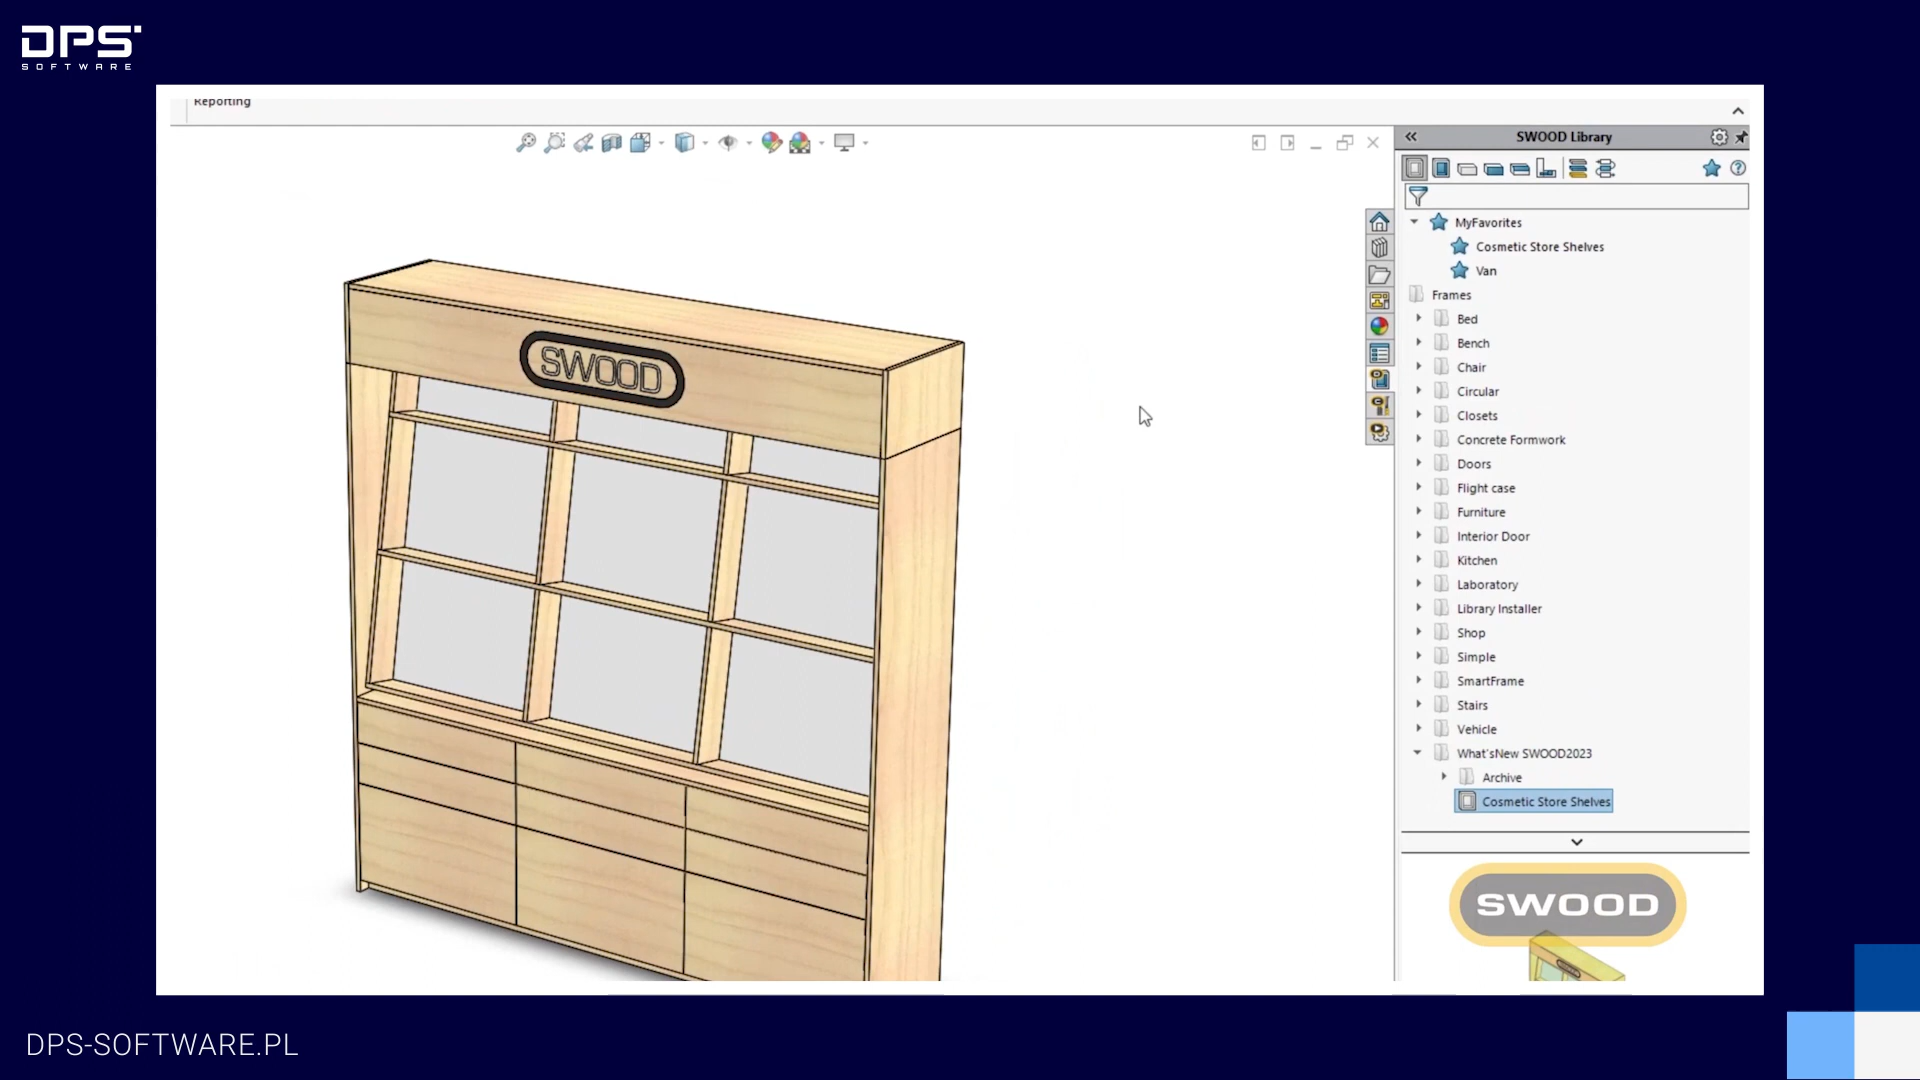 DPS
SOFTWARE
Reporting
SWOOD Library
MyFavorites
Cosmetic Store Shelves
Van
Frames
Bed
Bench
Chair
Circular
Closets
Concrete Formwork
Doors
Flight case
Furniture
Interior Door
Kitchen
Laboratory
Library Installer
Shop
Simple
SmartFrame
Stairs
Vehicle
What'sNew SWOOD2023
Archive
Cosmetic Store Shelves
SWOOD
SWOOD
DPS-SOFTWARE.PL